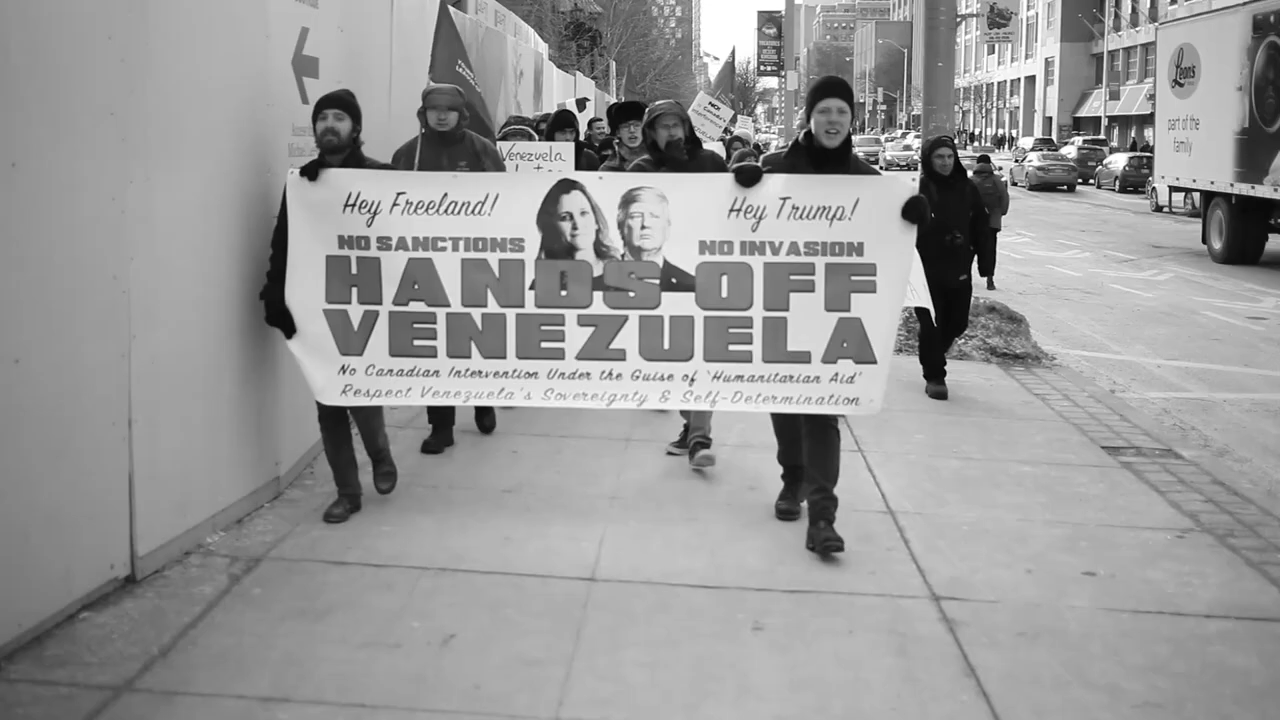 Hey Freeland!
Hey Trump!
NO SANCTIONS
NO INVASION
HANDS OFF
VENEZUELA
No Canadian Intervention Under the Guise of 'Humanitarian Aid'
Respect Venezuela's Sovereignty & Self-Determination
Venezuela
NO!
Leon's
part of the
family